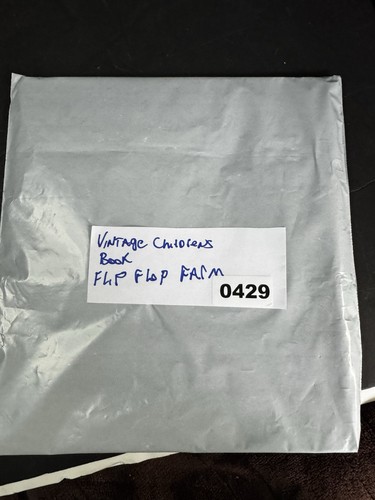 VINTAGE CHILDRENS
BOOK
FLIP FLOP FARM
0429